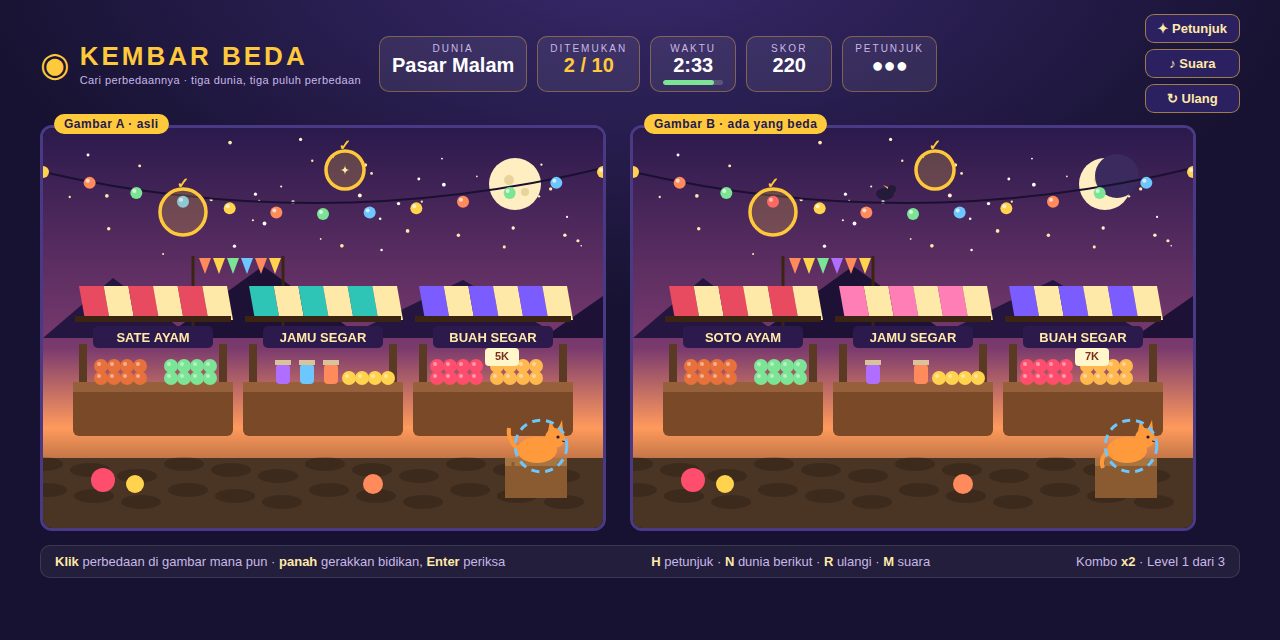 KEMBAR BEDA
Cari perbedaannya · tiga dunia, tiga puluh perbedaan
DUNIA
Pasar Malam
DITEMUKAN
2 / 10
WAKTU
2:33
SKOR
220
PETUNJUK
✦ Petunjuk
♪ Suara
↻ Ulang
Gambar A · asli
SATE AYAM
JAMU SEGAR
BUAH SEGAR
5K
Gambar B · ada yang beda
SOTO AYAM
JAMU SEGAR
BUAH SEGAR
7K
Klik perbedaan di gambar mana pun · panah gerakkan bidikan, Enter periksa
H petunjuk · N dunia berikut · R ulangi · M suara
Kombo x2 · Level 1 dari 3